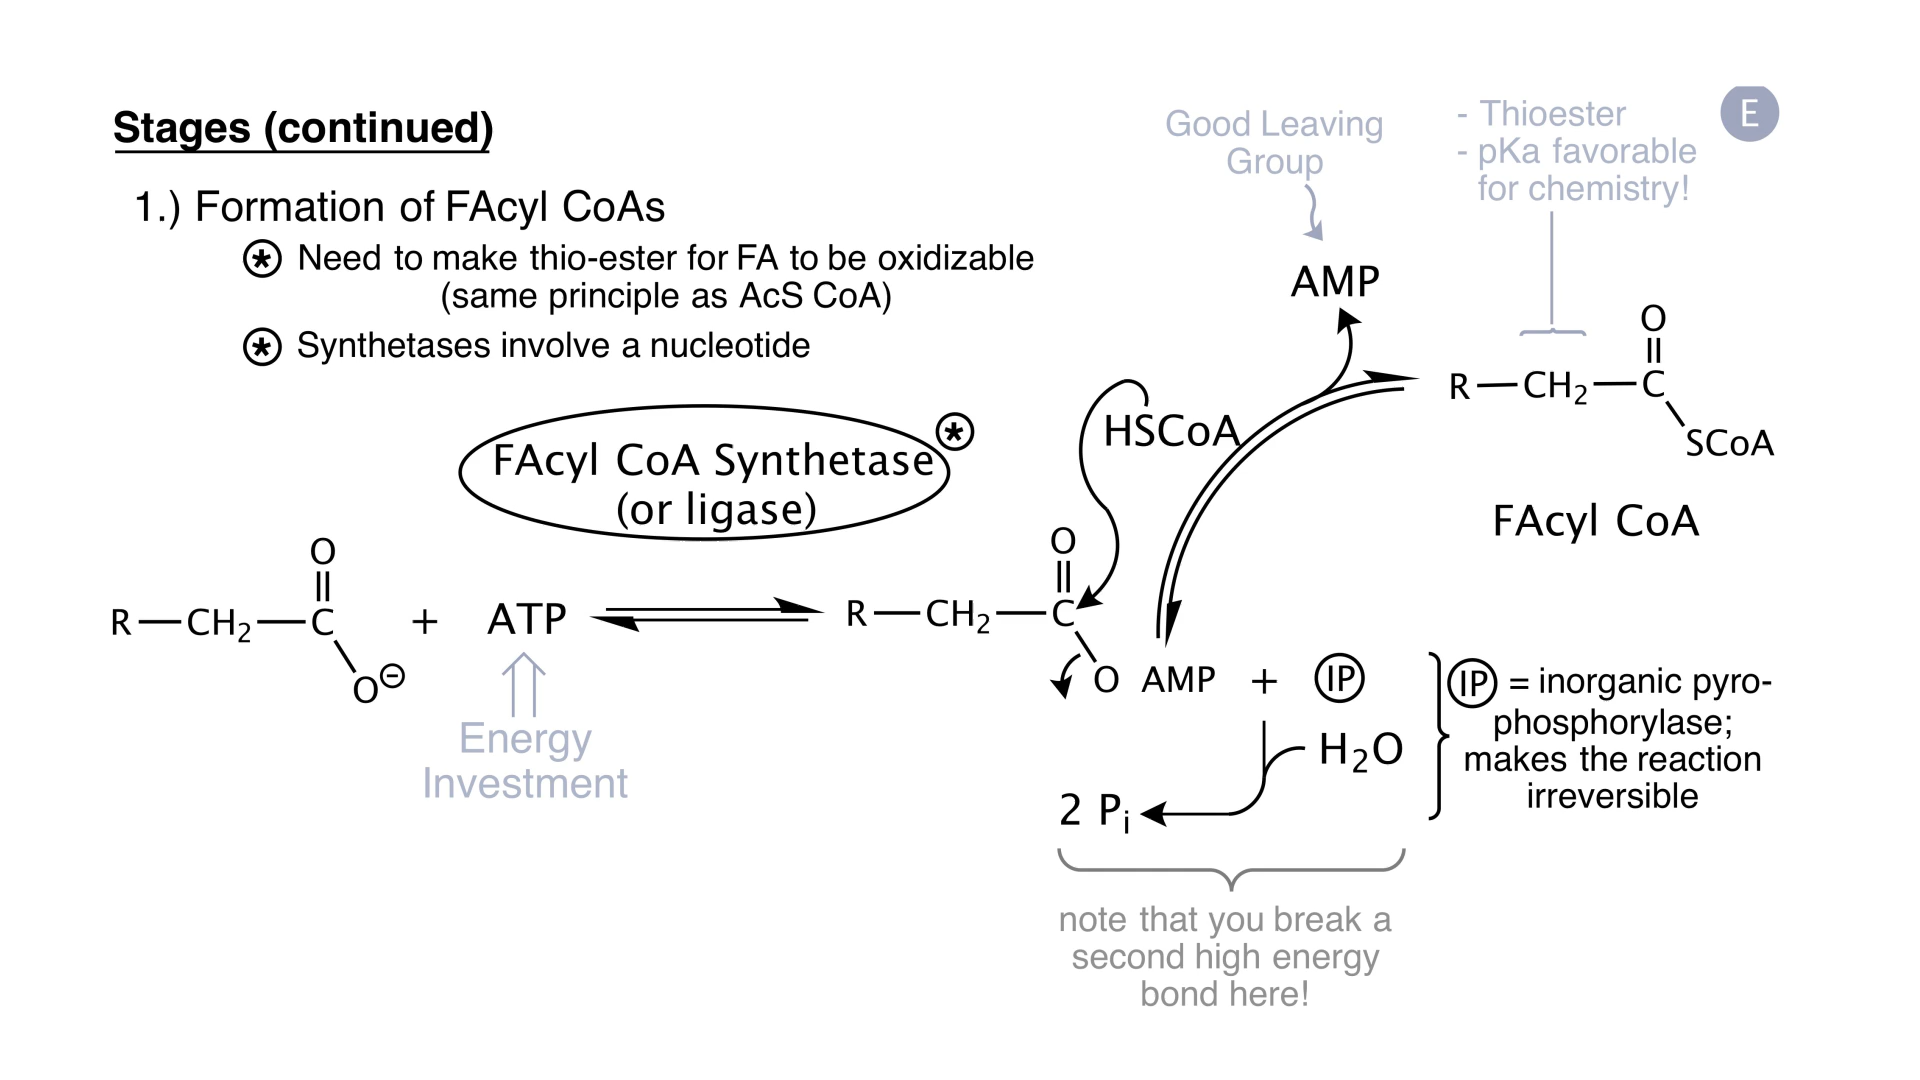 Stages (continued)
1.) Formation of FAcyl CoAs
* Need to make thio-ester for FA to be oxidizable
(same principle as AcS CoA)
* Synthetases involve a nucleotide
FAcyl CoA Synthetase *
(or ligase)
Good Leaving
Group
AMP
- Thioester
- pKa favorable
for chemistry!
E
HSCoA
O
R—CH₂—C
SCoA
FAcyl CoA
O
R—CH₂—C
O⊖
+
ATP
Energy
Investment
O
R—CH₂—C
O AMP + IP
H₂O
2 Pi
IP = inorganic pyro-
phosphorylase;
makes the reaction
irreversible
note that you break a
second high energy
bond here!